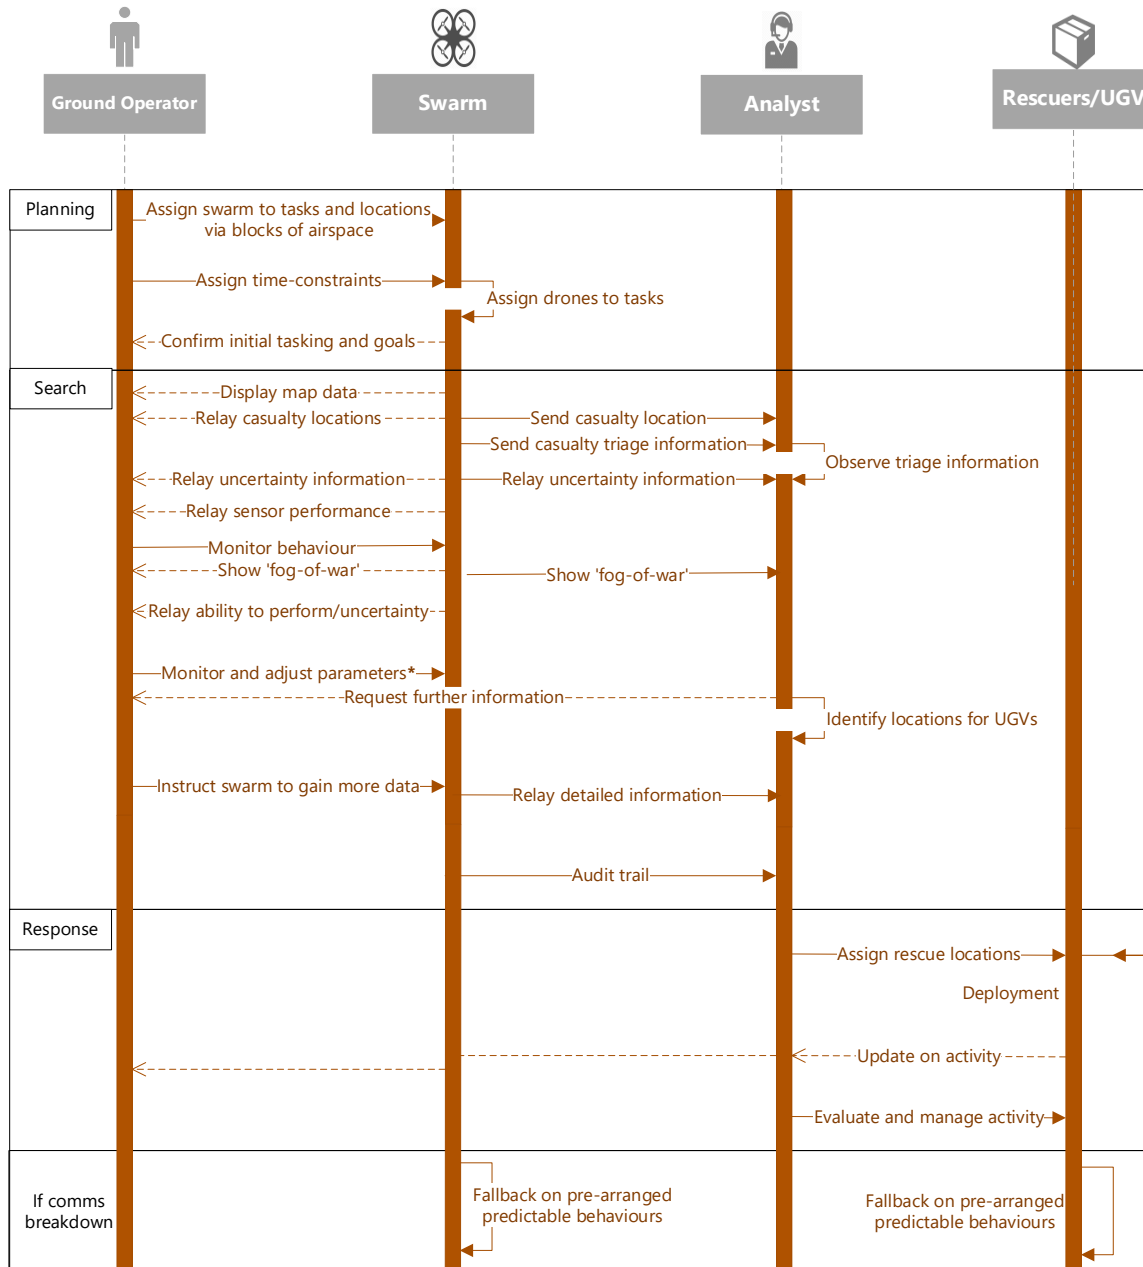 Ground Operator
Swarm
Analyst
Rescuers/UGV
Planning
Assign swarm to tasks and locations
via blocks of airspace
Assign time-constraints
Assign drones to tasks
Confirm initial tasking and goals
Search
Display map data
Relay casualty locations
Send casualty location
Send casualty triage information
Observe triage information
Relay uncertainty information
Relay uncertainty information
Relay sensor performance
Monitor behaviour
Show 'fog-of-war'
Show 'fog-of-war'
Relay ability to perform/uncertainty
Monitor and adjust parameters*
Request further information
Identify locations for UGVs
Instruct swarm to gain more data
Relay detailed information
Audit trail
Response
Assign rescue locations
Deployment
Update on activity
Evaluate and manage activity
If comms
breakdown
Fallback on pre-arranged
predictable behaviours
Fallback on pre-arranged
predictable behaviours